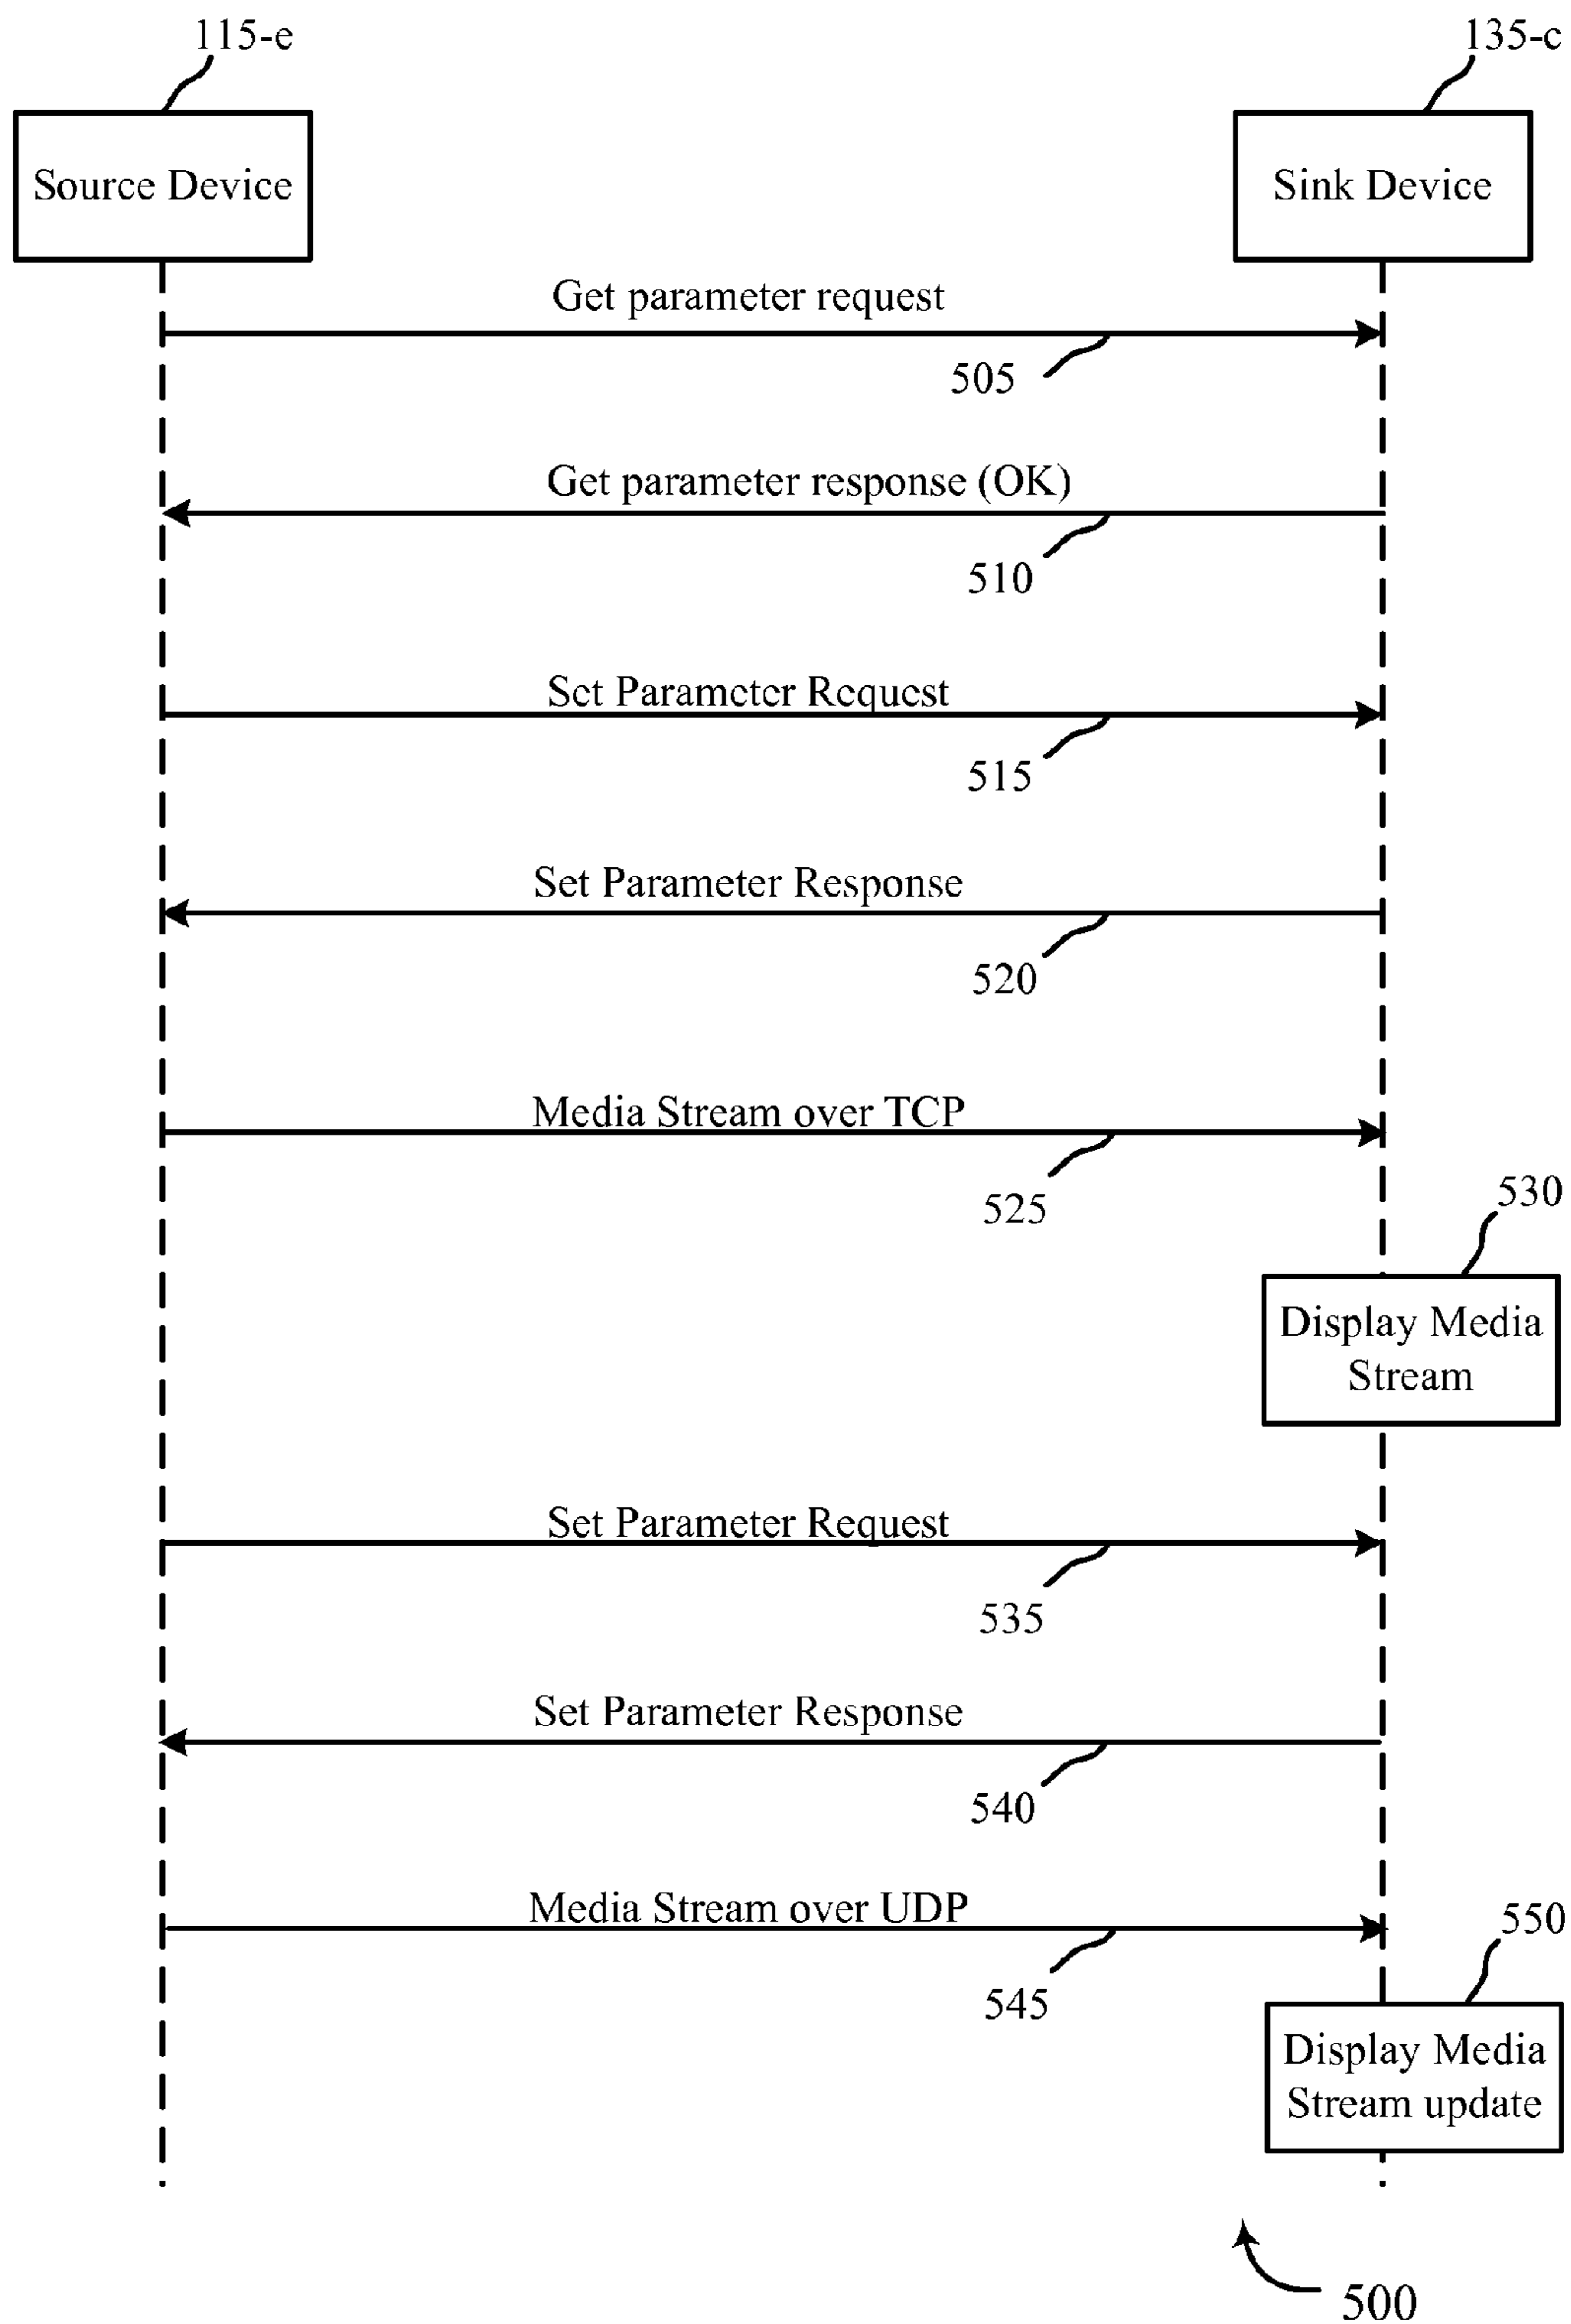 115-e
135-c
Source Device
Sink Device
Get parameter request
505
Get parameter response (OK)
510
Set Parameter Request
515
Set Parameter Response
520
Media Stream over TCP
525
530
Display Media
Stream
Set Parameter Request
535
Set Parameter Response
540
Media Stream over UDP
545
550
Display Media
Stream update
500